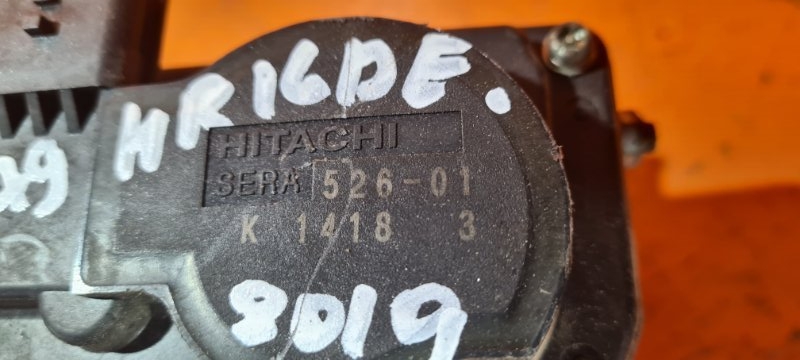 HR16DE.
HITACHI
SERA 526-01
K 1418 3
8019